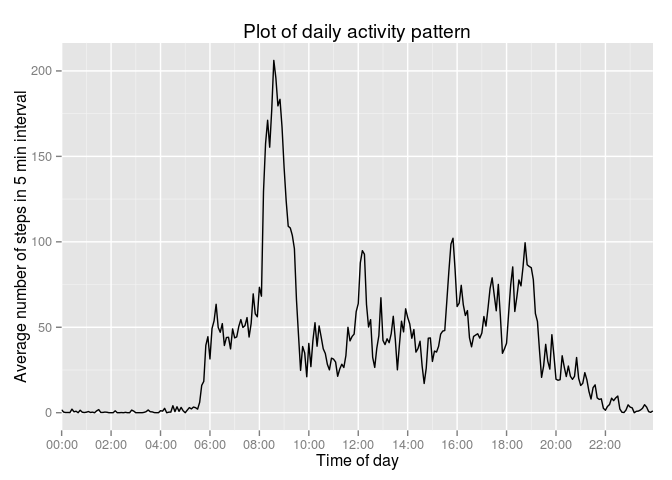 Plot of daily activity pattern
Average number of steps in 5 min interval
200
150
100
50
0
00:00 02:00 04:00 06:00 08:00 10:00 12:00 14:00 16:00 18:00 20:00 22:00
Time of day